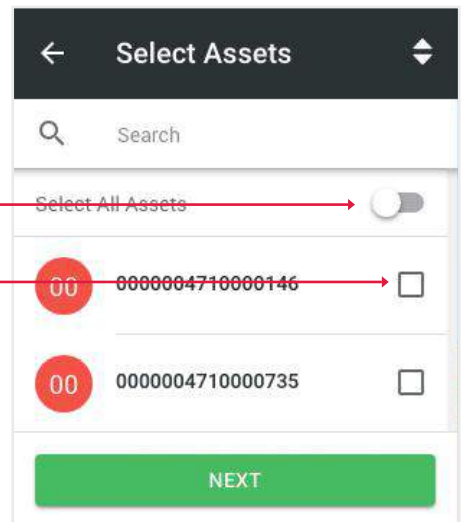 Select Assets
Search
Select All Assets
00
0000004710000146
00
0000004710000735
NEXT